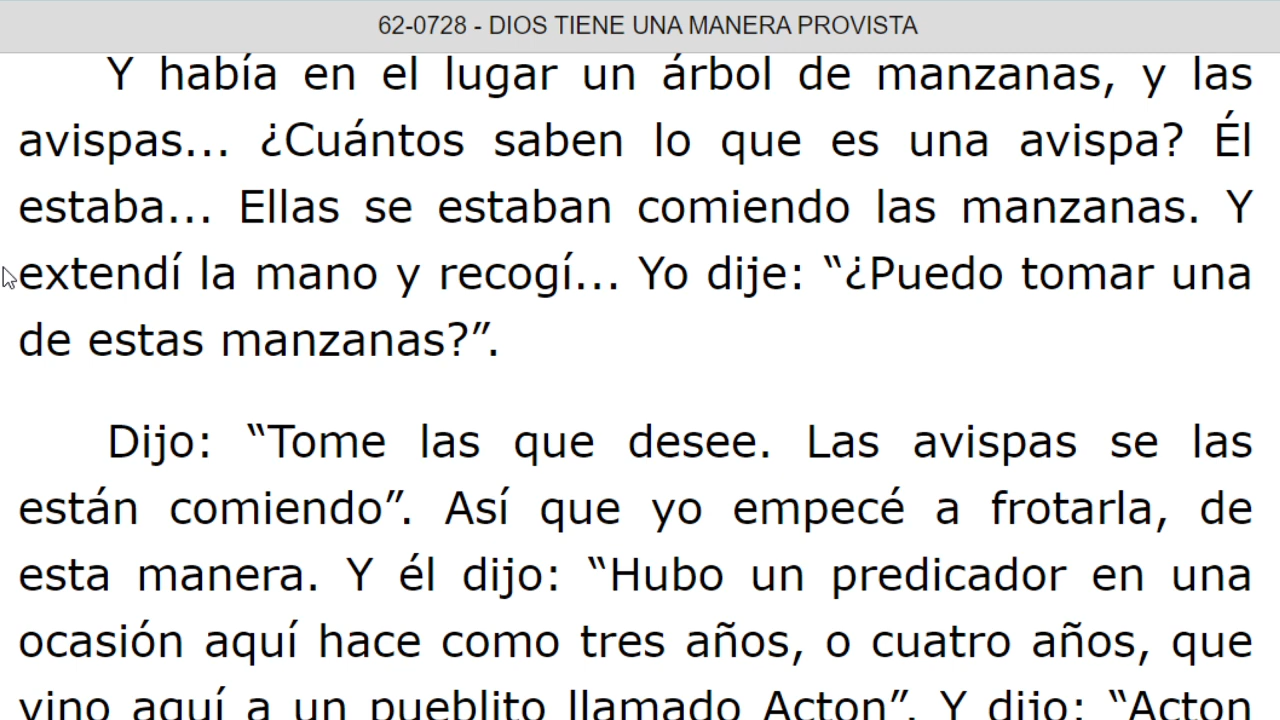 62-0728 - DIOS TIENE UNA MANERA PROVISTA
Y había en el lugar un árbol de manzanas, y las
avispas... ¿Cuántos saben lo que es una avispa? Él
estaba... Ellas se estaban comiendo las manzanas. Y
extendí la mano y recogí... Yo dije: “¿Puedo tomar una
de estas manzanas?”.
Dijo: “Tome las que desee. Las avispas se las
están comiendo”. Así que yo empecé a frotarla, de
esta manera. Y él dijo: “Hubo un predicador en una
ocasión aquí hace como tres años, o cuatro años, que
vino aquí a un pueblito llamado Acton”. Y dijo: “Acton